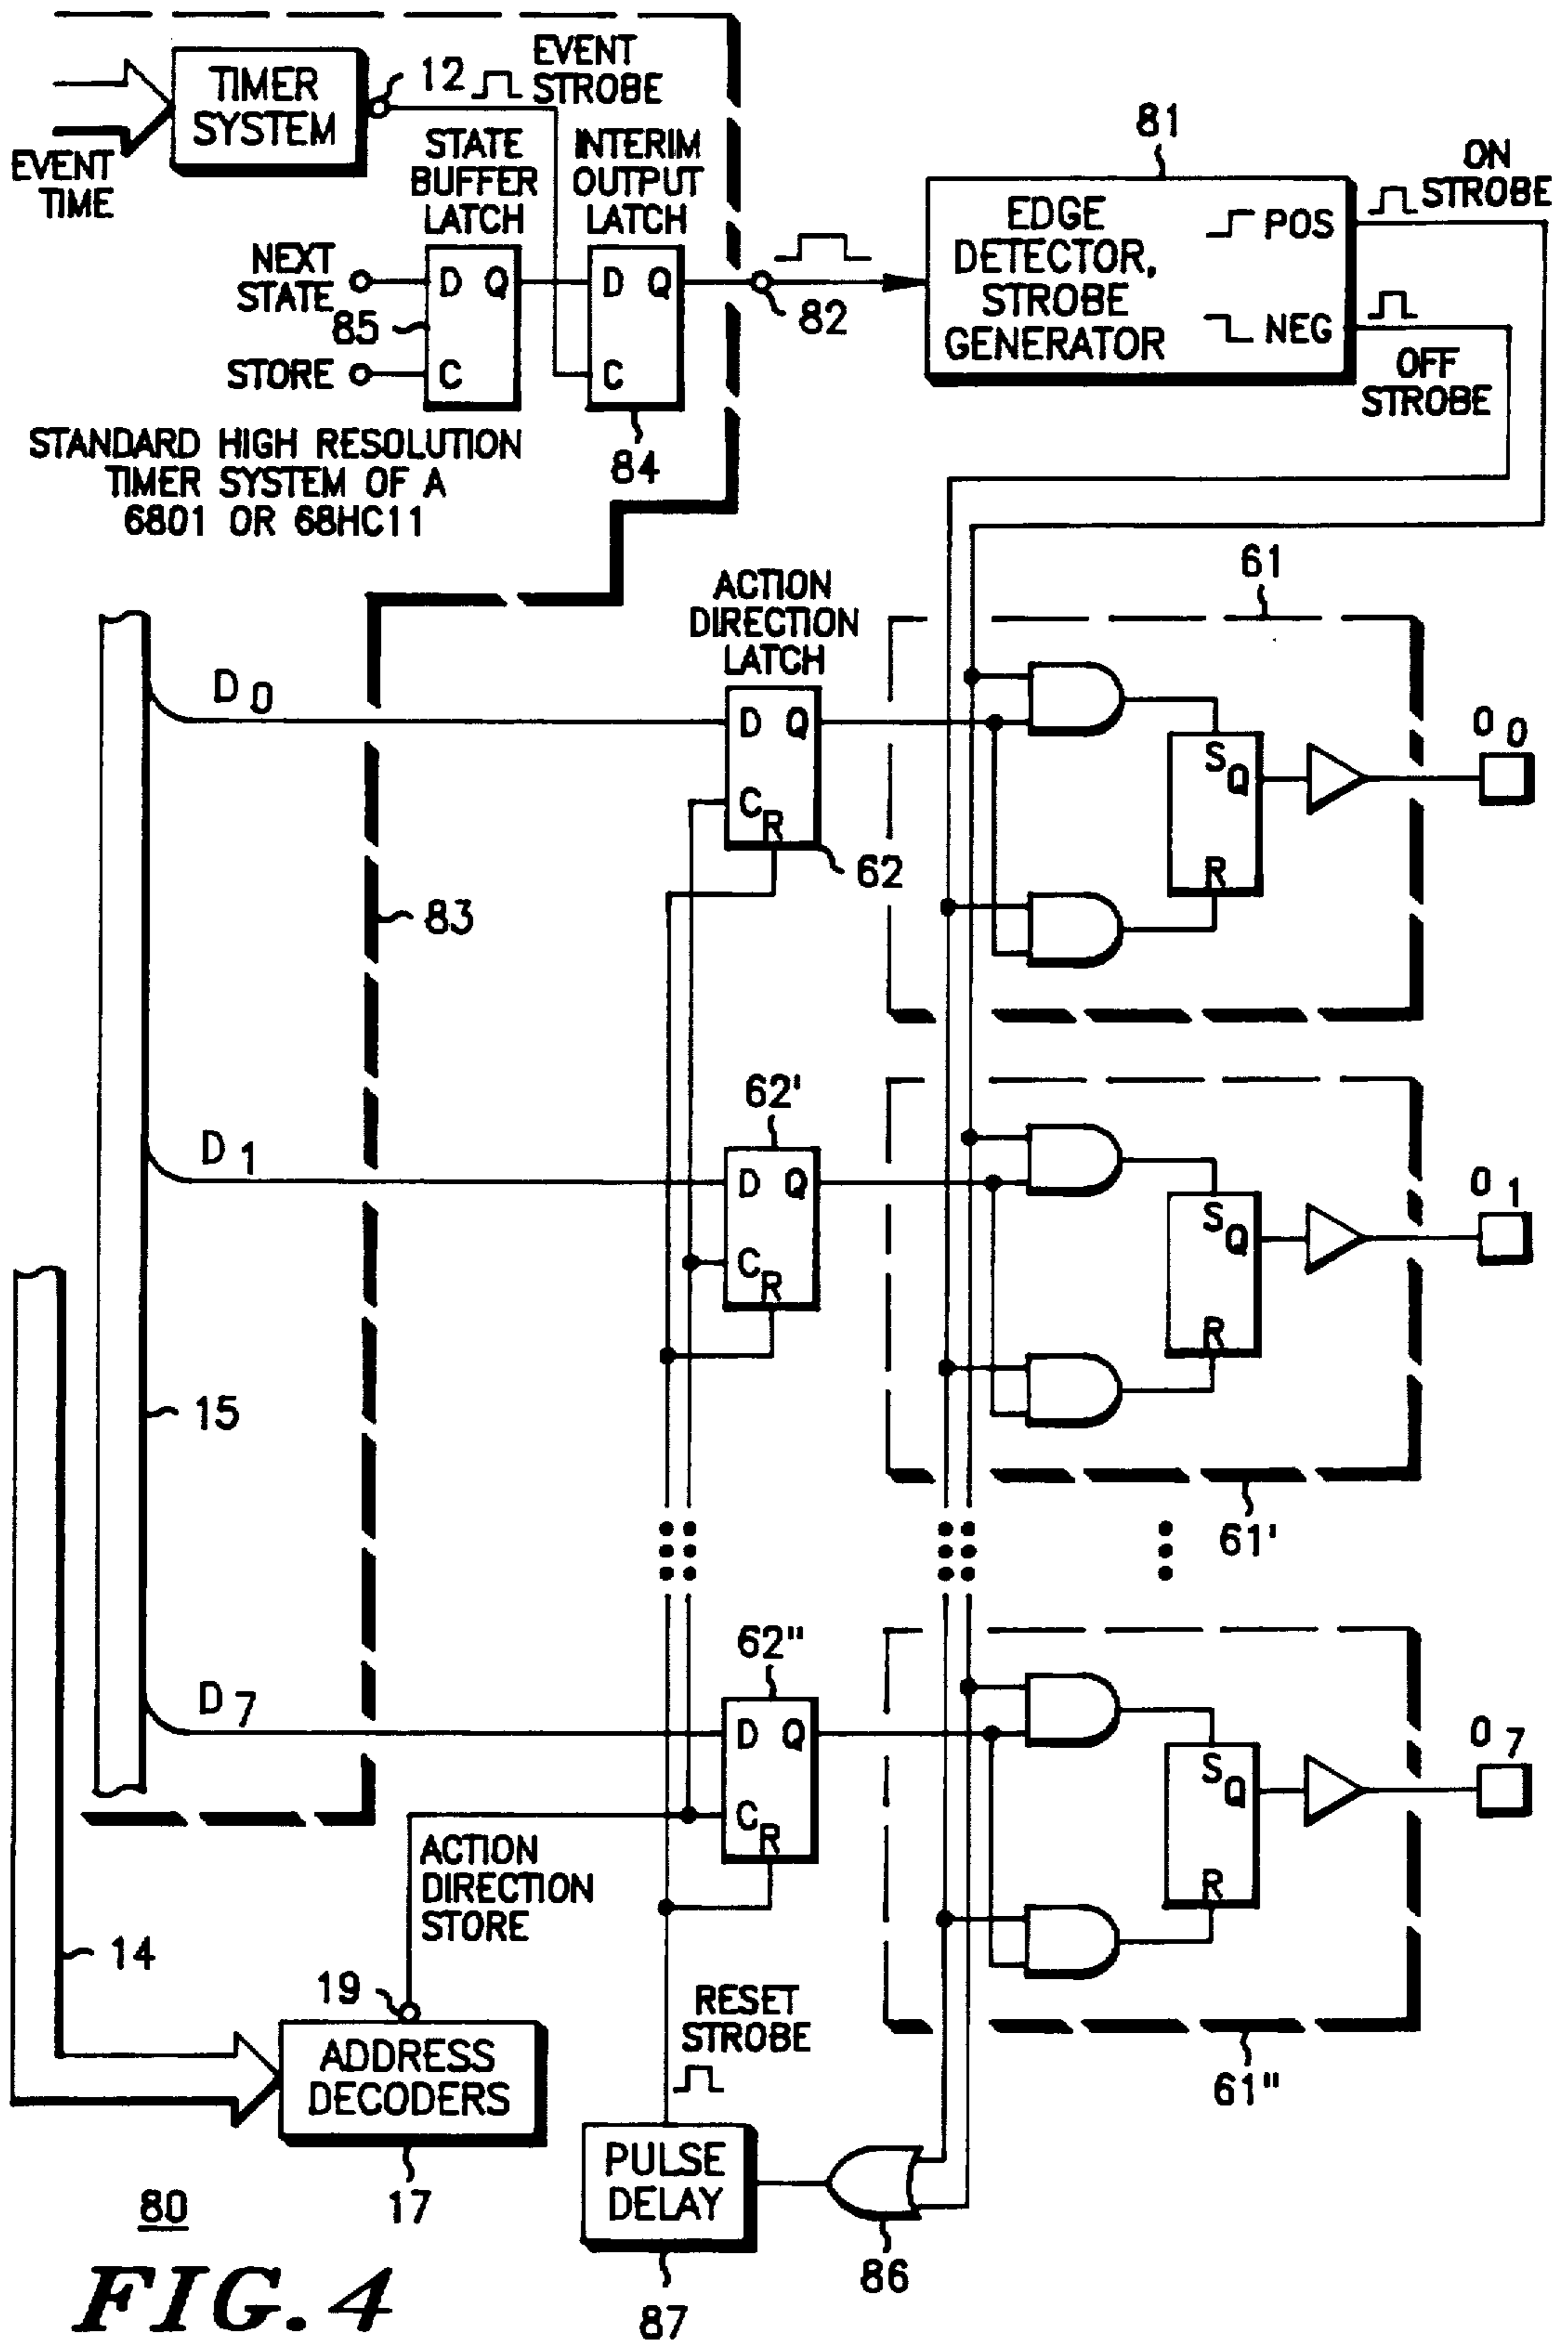 TIMER
SYSTEM
12
EVENT
STROBE
EVENT
TIME
STATE
BUFFER
LATCH
INTERIM
OUTPUT
LATCH
NEXT
STATE
85
STORE
D Q
C
D Q
C
84
82
STANDARD HIGH RESOLUTION
TIMER SYSTEM OF A
6801 OR 68HC11
81
EDGE
DETECTOR,
STROBE
GENERATOR
POS
NEG
ON
STROBE
OFF
STROBE
61
ACTION
DIRECTION
LATCH
D0
D Q
C
R
62
S
Q
R
O0
83
62'
D1
D Q
C
R
S
Q
R
O1
15
61'
62"
D7
D Q
C
R
S
Q
R
O7
ACTION
DIRECTION
STORE
14
19
RESET
STROBE
ADDRESS
DECODERS
61"
PULSE
DELAY
17
80
86
87
FIG. 4